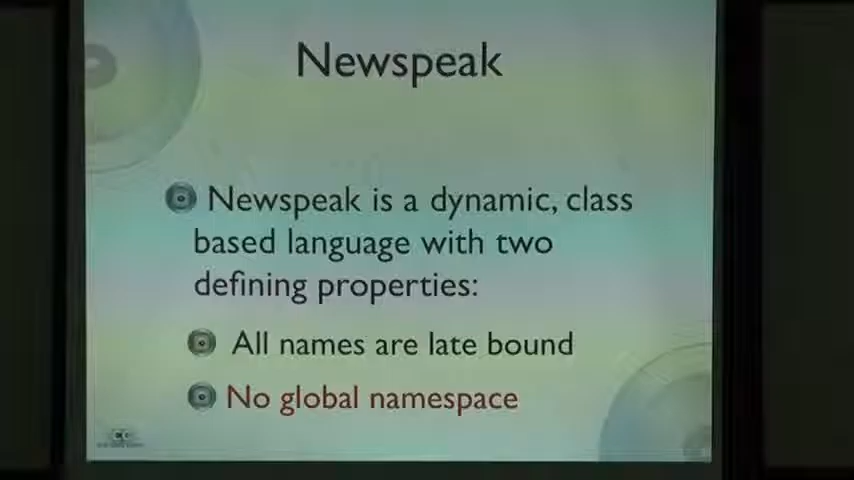 Newspeak
Newspeak is a dynamic, class
based language with two
defining properties:
All names are late bound
No global namespace